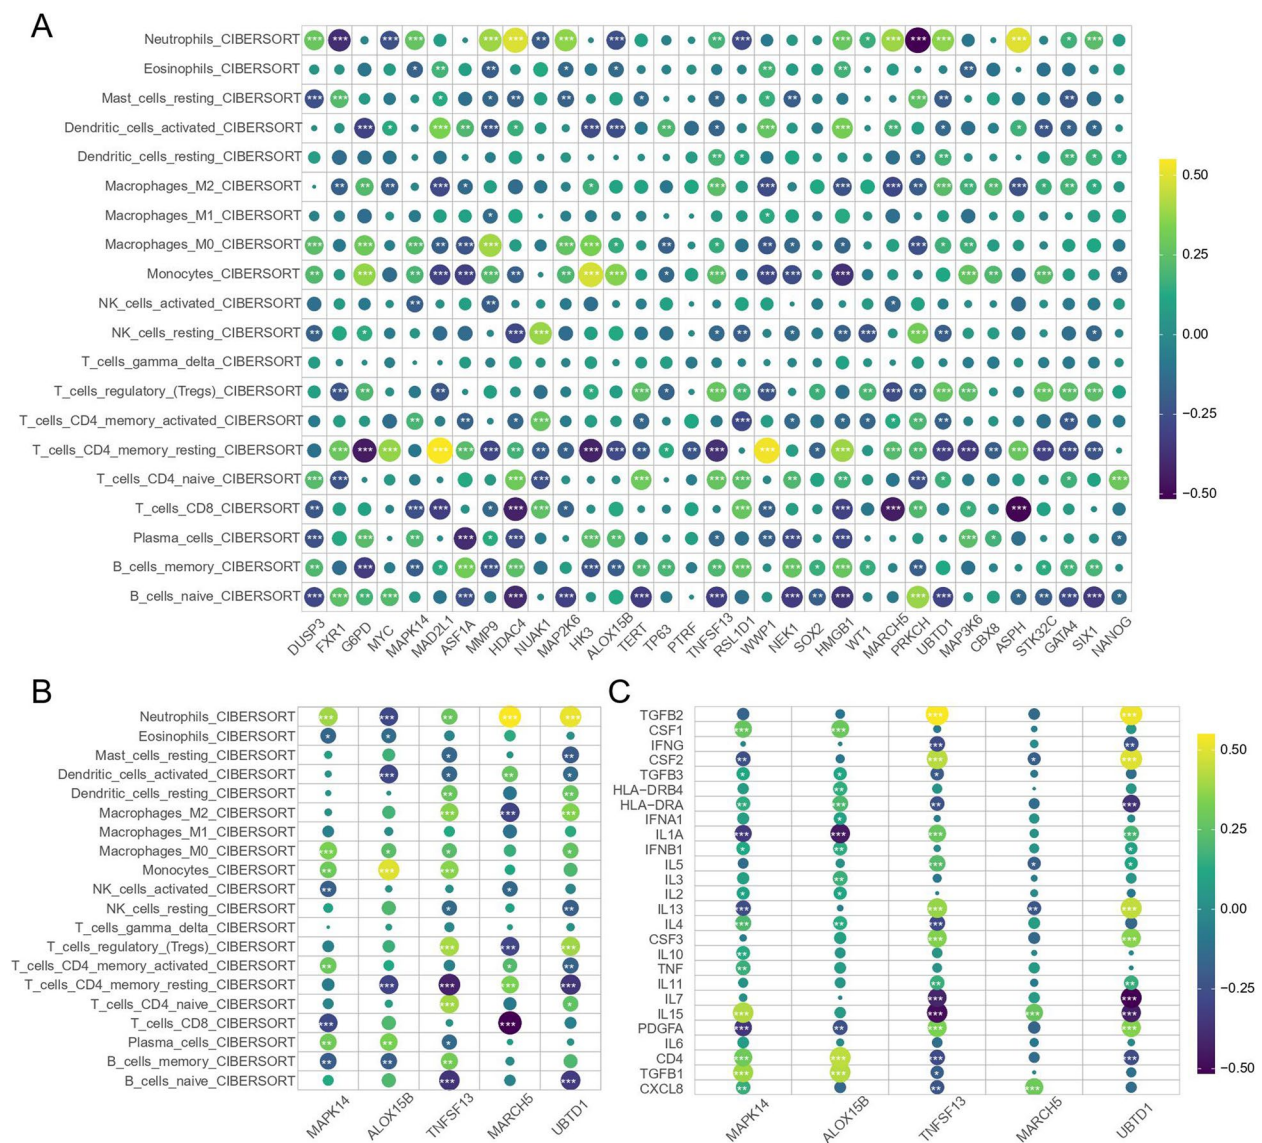 A
Neutrophils_CIBERSORT
Eosinophils_CIBERSORT
Mast_cells_resting_CIBERSORT
Dendritic_cells_activated_CIBERSORT
Dendritic_cells_resting_CIBERSORT
Macrophages_M2_CIBERSORT
Macrophages_M1_CIBERSORT
Macrophages_M0_CIBERSORT
Monocytes_CIBERSORT
NK_cells_activated_CIBERSORT
NK_cells_resting_CIBERSORT
T_cells_gamma_delta_CIBERSORT
T_cells_regulatory_(Tregs)_CIBERSORT
T_cells_CD4_memory_activated_CIBERSORT
T_cells_CD4_memory_resting_CIBERSORT
T_cells_CD4_naive_CIBERSORT
T_cells_CD8_CIBERSORT
Plasma_cells_CIBERSORT
B_cells_memory_CIBERSORT
B_cells_naive_CIBERSORT
DUSP3
FXR1
G6PD
MYC
MAPK14
MAD2L1
ASF1A
MMP9
HDAC4
NUAK1
MAP2K6
HK3
ALOX15B
TERT
TP63
PTRF
TNFSF13
RSL1D1
WWP1
NEK1
SOX2
HMGB1
WT1
MARCH5
PRKCH
UBTD1
MAP3K6
CBX8
ASPH
STK32C
GATA4
SIX1
NANOG
0.50
0.25
0.00
−0.25
−0.50
B
Neutrophils_CIBERSORT
Eosinophils_CIBERSORT
Mast_cells_resting_CIBERSORT
Dendritic_cells_activated_CIBERSORT
Dendritic_cells_resting_CIBERSORT
Macrophages_M2_CIBERSORT
Macrophages_M1_CIBERSORT
Macrophages_M0_CIBERSORT
Monocytes_CIBERSORT
NK_cells_activated_CIBERSORT
NK_cells_resting_CIBERSORT
T_cells_gamma_delta_CIBERSORT
T_cells_regulatory_(Tregs)_CIBERSORT
T_cells_CD4_memory_activated_CIBERSORT
T_cells_CD4_memory_resting_CIBERSORT
T_cells_CD4_naive_CIBERSORT
T_cells_CD8_CIBERSORT
Plasma_cells_CIBERSORT
B_cells_memory_CIBERSORT
B_cells_naive_CIBERSORT
MAPK14
ALOX15B
TNFSF13
MARCH5
UBTD1
C
TGFB2
CSF1
IFNG
CSF2
TGFB3
HLA−DRB4
HLA−DRA
IFNA1
IL1A
IFNB1
IL5
IL3
IL2
IL13
IL4
CSF3
IL10
TNF
IL11
IL7
IL15
PDGFA
IL6
CD4
TGFB1
CXCL8
MAPK14
ALOX15B
TNFSF13
MARCH5
UBTD1
0.50
0.25
0.00
−0.25
−0.50